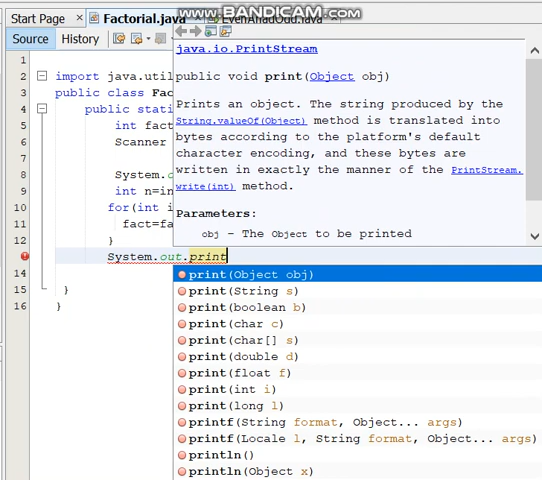 www.BANDICAM.com
Start Page
Factorial.java
EvenAnadOud.java
Source
History
java.io.PrintStream
public void print(Object obj)
Prints an object. The string produced by the
String.valueOf(Object) method is translated into
bytes according to the platform's default
character encoding, and these bytes are
written in exactly the manner of the PrintStream.
write(int) method.
Parameters:
obj – The Object to be printed
1
2 import java.util
3 public class Fac
4 public stati
5 int fact
6 Scanner
7
8 System.o
9 int n=in
10 for(int i
11 fact=fa
12 }
System.out.print
14
15 }
16 }
print(Object obj)
print(String s)
print(boolean b)
print(char c)
print(char[] s)
print(double d)
print(float f)
print(int i)
print(long l)
printf(String format, Object... args)
printf(Locale l, String format, Object... args)
println()
println(Object x)